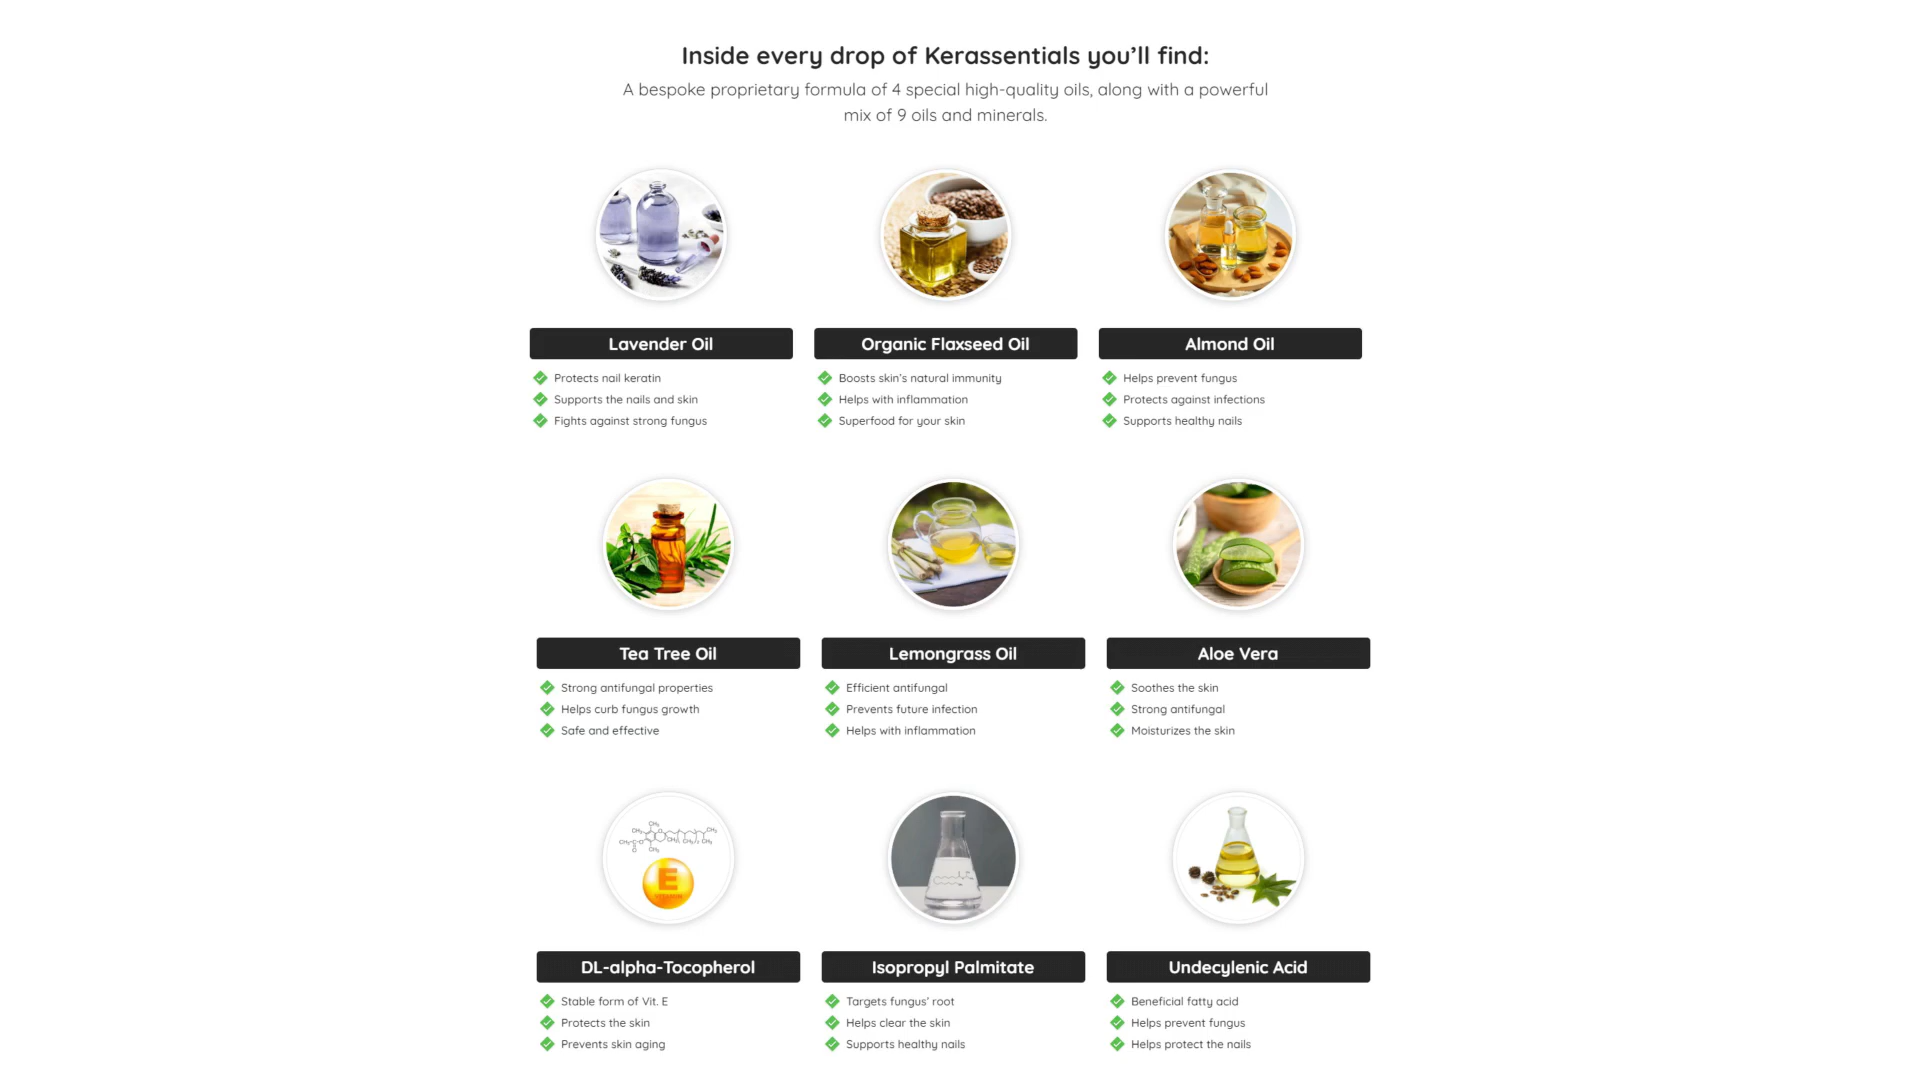 Inside every drop of Kerassentials you'll find:
A bespoke proprietary formula of 4 special high-quality oils, along with a powerful
mix of 9 oils and minerals.
Lavender Oil
Protects nail keratin
Supports the nails and skin
Fights against strong fungus
Organic Flaxseed Oil
Boosts skin's natural immunity
Helps with inflammation
Superfood for your skin
Almond Oil
Helps prevent fungus
Protects against infections
Supports healthy nails
Tea Tree Oil
Strong antifungal properties
Helps curb fungus growth
Safe and effective
Lemongrass Oil
Efficient antifungal
Prevents future infection
Helps with inflammation
Aloe Vera
Soothes the skin
Strong antifungal
Moisturizes the skin
E
DL-alpha-Tocopherol
Stable form of Vit. E
Protects the skin
Prevents skin aging
Isopropyl Palmitate
Targets fungus' root
Helps clear the skin
Supports healthy nails
Undecylenic Acid
Beneficial fatty acid
Helps prevent fungus
Helps protect the nails